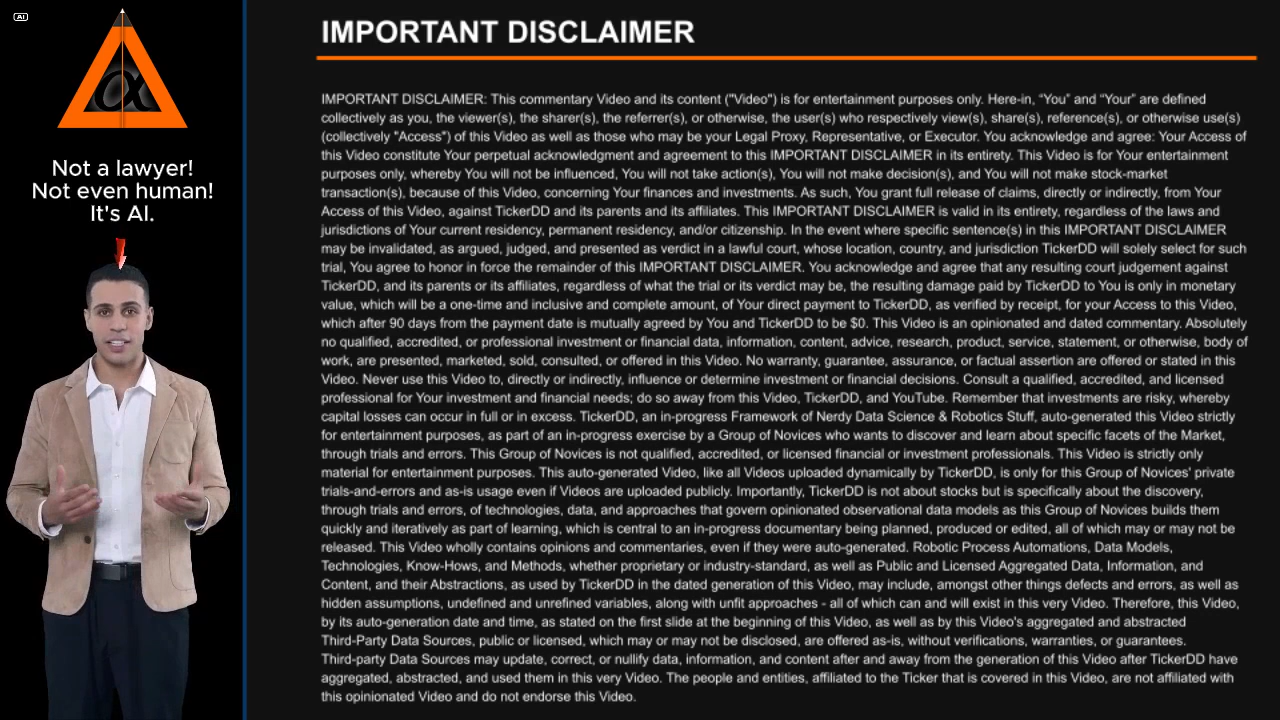 AI
α
Not a lawyer!
Not even human!
It's AI.
IMPORTANT DISCLAIMER
IMPORTANT DISCLAIMER: This commentary Video and its content ("Video") is for entertainment purposes only. Here-in, “You” and “Your” are defined
collectively as you, the viewer(s), the sharer(s), the referrer(s), or otherwise, the user(s) who respectively view(s), share(s), reference(s), or otherwise use(s)
(collectively "Access") of this Video as well as those who may be your Legal Proxy, Representative, or Executor. You acknowledge and agree: Your Access of
this Video constitute Your perpetual acknowledgment and agreement to this IMPORTANT DISCLAIMER in its entirety. This Video is for Your entertainment
purposes only, whereby You will not be influenced, You will not take action(s), You will not make decision(s), and You will not make stock-market
transaction(s), because of this Video, concerning Your finances and investments. As such, You grant full release of claims, directly or indirectly, from Your
Access of this Video, against TickerDD and its parents and its affiliates. This IMPORTANT DISCLAIMER is valid in its entirety, regardless of the laws and
jurisdictions of Your current residency, permanent residency, and/or citizenship. In the event where specific sentence(s) in this IMPORTANT DISCLAIMER
may be invalidated, as argued, judged, and presented as verdict in a lawful court, whose location, country, and jurisdiction TickerDD will solely select for such
trial, You agree to honor in force the remainder of this IMPORTANT DISCLAIMER. You acknowledge and agree that any resulting court judgement against
TickerDD, and its parents or its affiliates, regardless of what the trial or its verdict may be, the resulting damage paid by TickerDD to You is only in monetary
value, which will be a one-time and inclusive and complete amount, of Your direct payment to TickerDD, as verified by receipt, for your Access to this Video,
which after 90 days from the payment date is mutually agreed by You and TickerDD to be $0. This Video is an opinionated and dated commentary. Absolutely
no qualified, accredited, or professional investment or financial data, information, content, advice, research, product, service, statement, or otherwise, body of
work, are presented, marketed, sold, consulted, or offered in this Video. No warranty, guarantee, assurance, or factual assertion are offered or stated in this
Video. Never use this Video to, directly or indirectly, influence or determine investment or financial decisions. Consult a qualified, accredited, and licensed
professional for Your investment and financial needs; do so away from this Video, TickerDD, and YouTube. Remember that investments are risky, whereby
capital losses can occur in full or in excess. TickerDD, an in-progress Framework of Nerdy Data Science & Robotics Stuff, auto-generated this Video strictly
for entertainment purposes, as part of an in-progress exercise by a Group of Novices who wants to discover and learn about specific facets of the Market,
through trials and errors. This Group of Novices is not qualified, accredited, or licensed financial or investment professionals. This Video is strictly only
material for entertainment purposes. This auto-generated Video, like all Videos uploaded dynamically by TickerDD, is only for this Group of Novices' private
trials-and-errors and as-is usage even if Videos are uploaded publicly. Importantly, TickerDD is not about stocks but is specifically about the discovery,
through trials and errors, of technologies, data, and approaches that govern opinionated observational data models as this Group of Novices builds them
quickly and iteratively as part of learning, which is central to an in-progress documentary being planned, produced or edited, all of which may or may not be
released. This Video wholly contains opinions and commentaries, even if they were auto-generated. Robotic Process Automations, Data Models,
Technologies, Know-Hows, and Methods, whether proprietary or industry-standard, as well as Public and Licensed Aggregated Data, Information, and
Content, and their Abstractions, as used by TickerDD in the dated generation of this Video, may include, amongst other things defects and errors, as well as
hidden assumptions, undefined and unrefined variables, along with unfit approaches - all of which can and will exist in this very Video. Therefore, this Video,
by its auto-generation date and time, as stated on the first slide at the beginning of this Video, as well as by this Video's aggregated and abstracted
Third-Party Data Sources, public or licensed, which may or may not be disclosed, are offered as-is, without verifications, warranties, or guarantees.
Third-party Data Sources may update, correct, or nullify data, information, and content after and away from the generation of this Video after TickerDD have
aggregated, abstracted, and used them in this very Video. The people and entities, affiliated to the Ticker that is covered in this Video, are not affiliated with
this opinionated Video and do not endorse this Video.